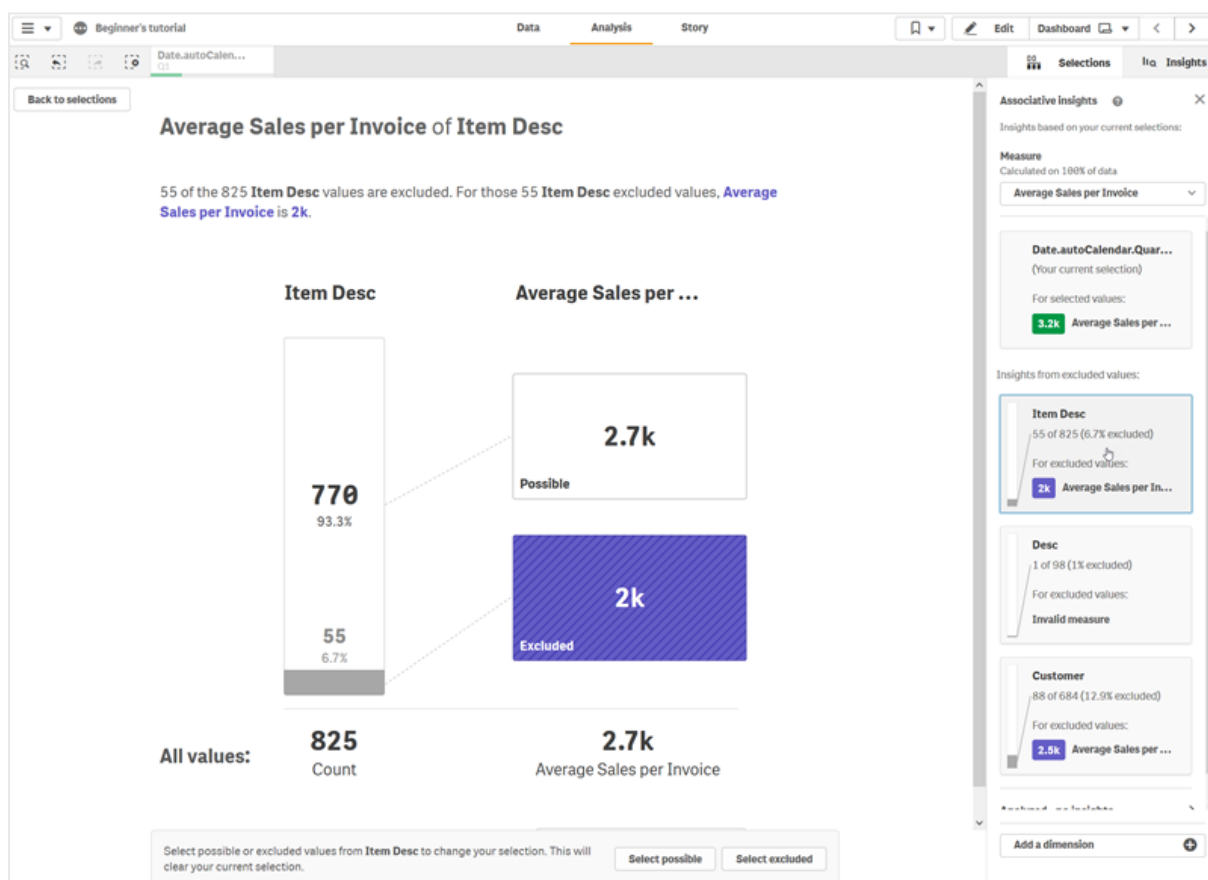 Beginner's tutorial
Data
Analysis
Story
Edit
Dashboard
Date.autoCalen...
Q1
Selections
Insights
Back to selections
Average Sales per Invoice of Item Desc
55 of the 825 Item Desc values are excluded. For those 55 Item Desc excluded values, Average
Sales per Invoice is 2k.
Item Desc
Average Sales per ...
770
93.3%
55
6.7%
2.7k
Possible
2k
Excluded
All values:
825
Count
2.7k
Average Sales per Invoice
Select possible or excluded values from Item Desc to change your selection. This will
clear your current selection.
Select possible
Select excluded
Associative insights
Insights based on your current selections:
Measure
Calculated on 100% of data
Average Sales per Invoice
Date.autoCalendar.Quar...
(Your current selection)
For selected values:
3.2k Average Sales per ...
Insights from excluded values:
Item Desc
55 of 825 (6.7% excluded)
For excluded values:
2k Average Sales per In...
Desc
1 of 98 (1% excluded)
For excluded values:
Invalid measure
Customer
88 of 684 (12.9% excluded)
For excluded values:
2.5k Average Sales per ...
Add a dimension